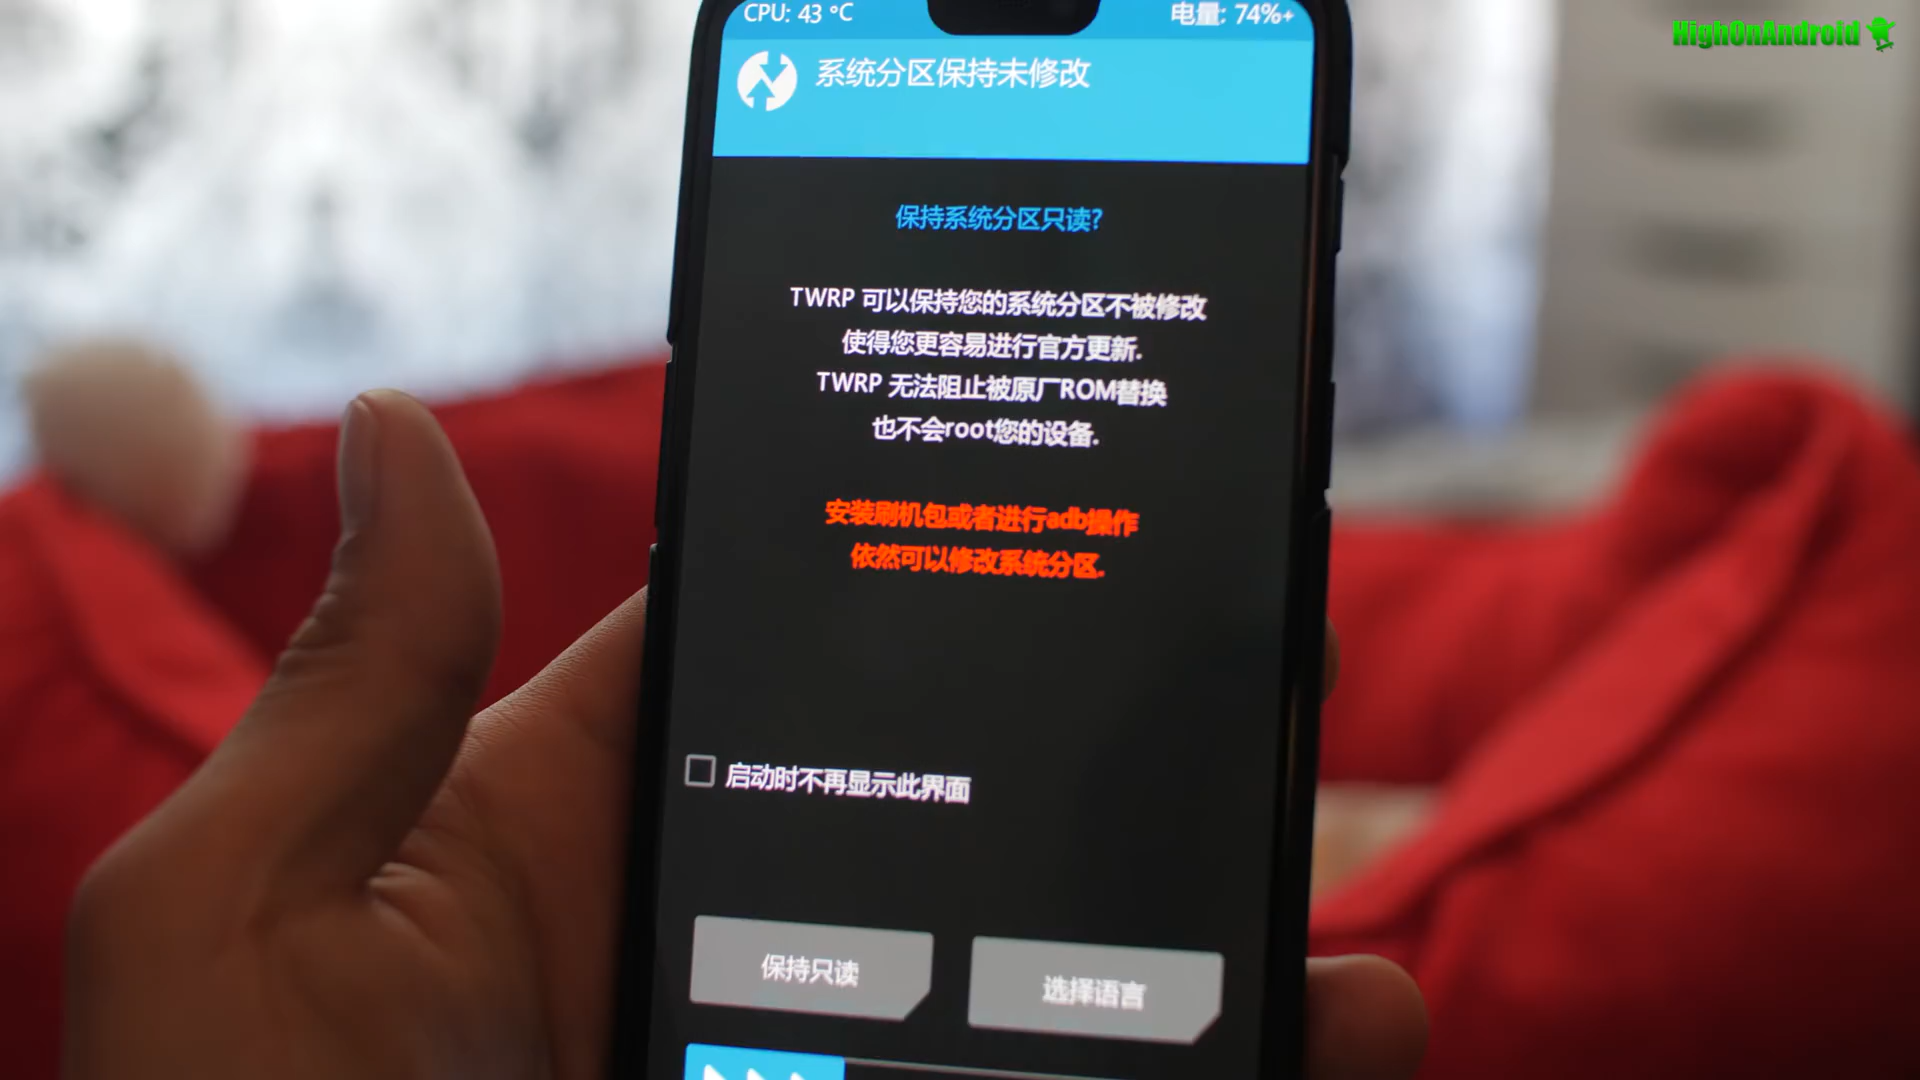 CPU: 43 °C
电量: 74%+
HighOnAndroid
系统分区保持未修改
保持系统分区只读?
TWRP 可以保持您的系统分区不被修改
使得您更容易进行官方更新.
TWRP 无法阻止被原厂ROM替换
也不会root您的设备.
安装刷机包或者进行adb操作
依然可以修改系统分区.
启动时不再显示此界面
保持只读
选择语言